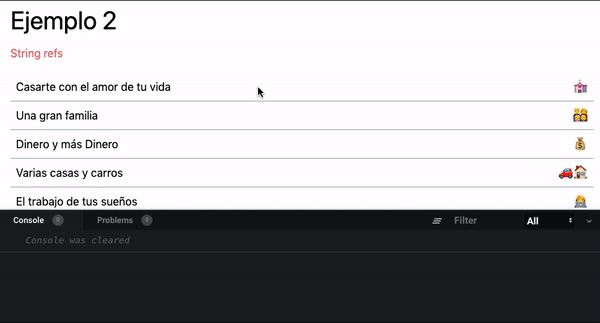 Ejemplo 2
String refs
Casarte con el amor de tu vida
Una gran familia
Dinero y más Dinero
Varias casas y carros
El trabajo de tus sueños
Console 0 Problems 0 Filter All
Console was cleared